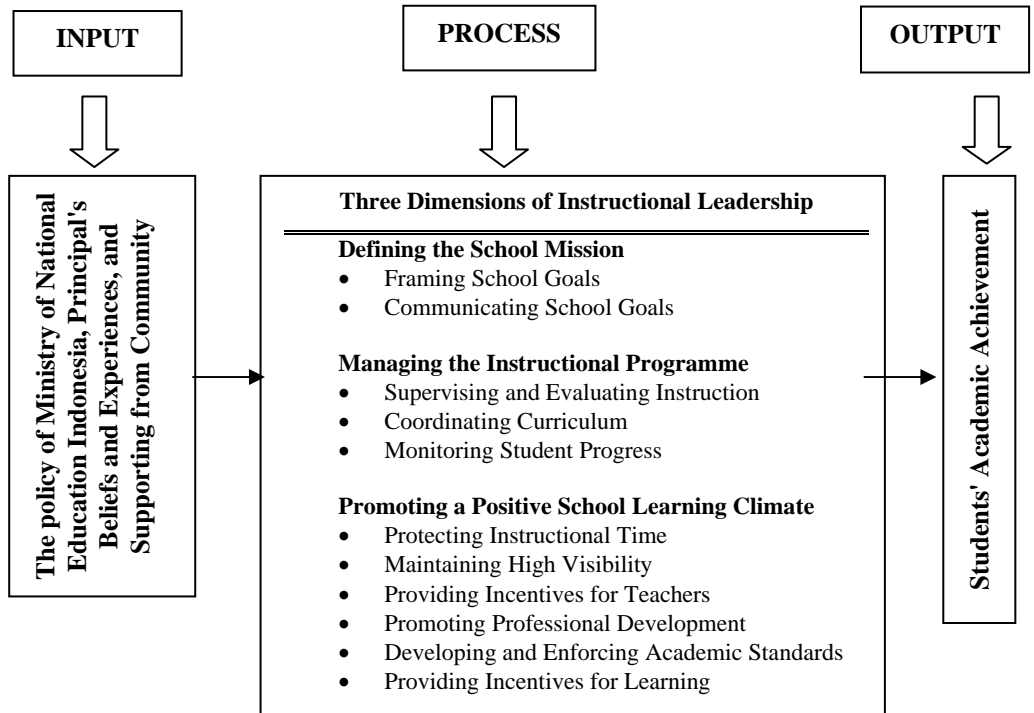 INPUT
PROCESS
OUTPUT
The policy of Ministry of National
Education Indonesia, Principal's
Beliefs and Experiences, and
Supporting from Community
Three Dimensions of Instructional Leadership
Defining the School Mission
• Framing School Goals
• Communicating School Goals
Managing the Instructional Programme
• Supervising and Evaluating Instruction
• Coordinating Curriculum
• Monitoring Student Progress
Promoting a Positive School Learning Climate
• Protecting Instructional Time
• Maintaining High Visibility
• Providing Incentives for Teachers
• Promoting Professional Development
• Developing and Enforcing Academic Standards
• Providing Incentives for Learning
Students' Academic Achievement